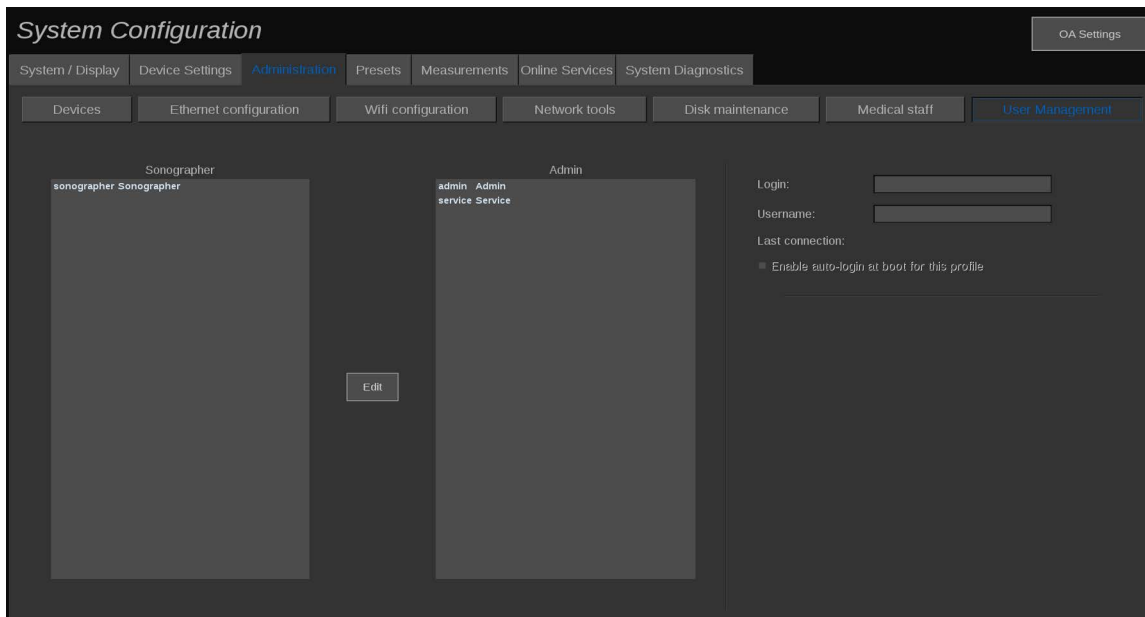 System Configuration
OA Settings
System / Display Device Settings Administration Presets Measurements Online Services System Diagnostics
Devices Ethernet configuration Wifi configuration Network tools Disk maintenance Medical staff User Management
Sonographer
sonographer Sonographer
Admin
admin Admin
service Service
Edit
Login:
Username:
Last connection:
Enable auto-login at boot for this profile